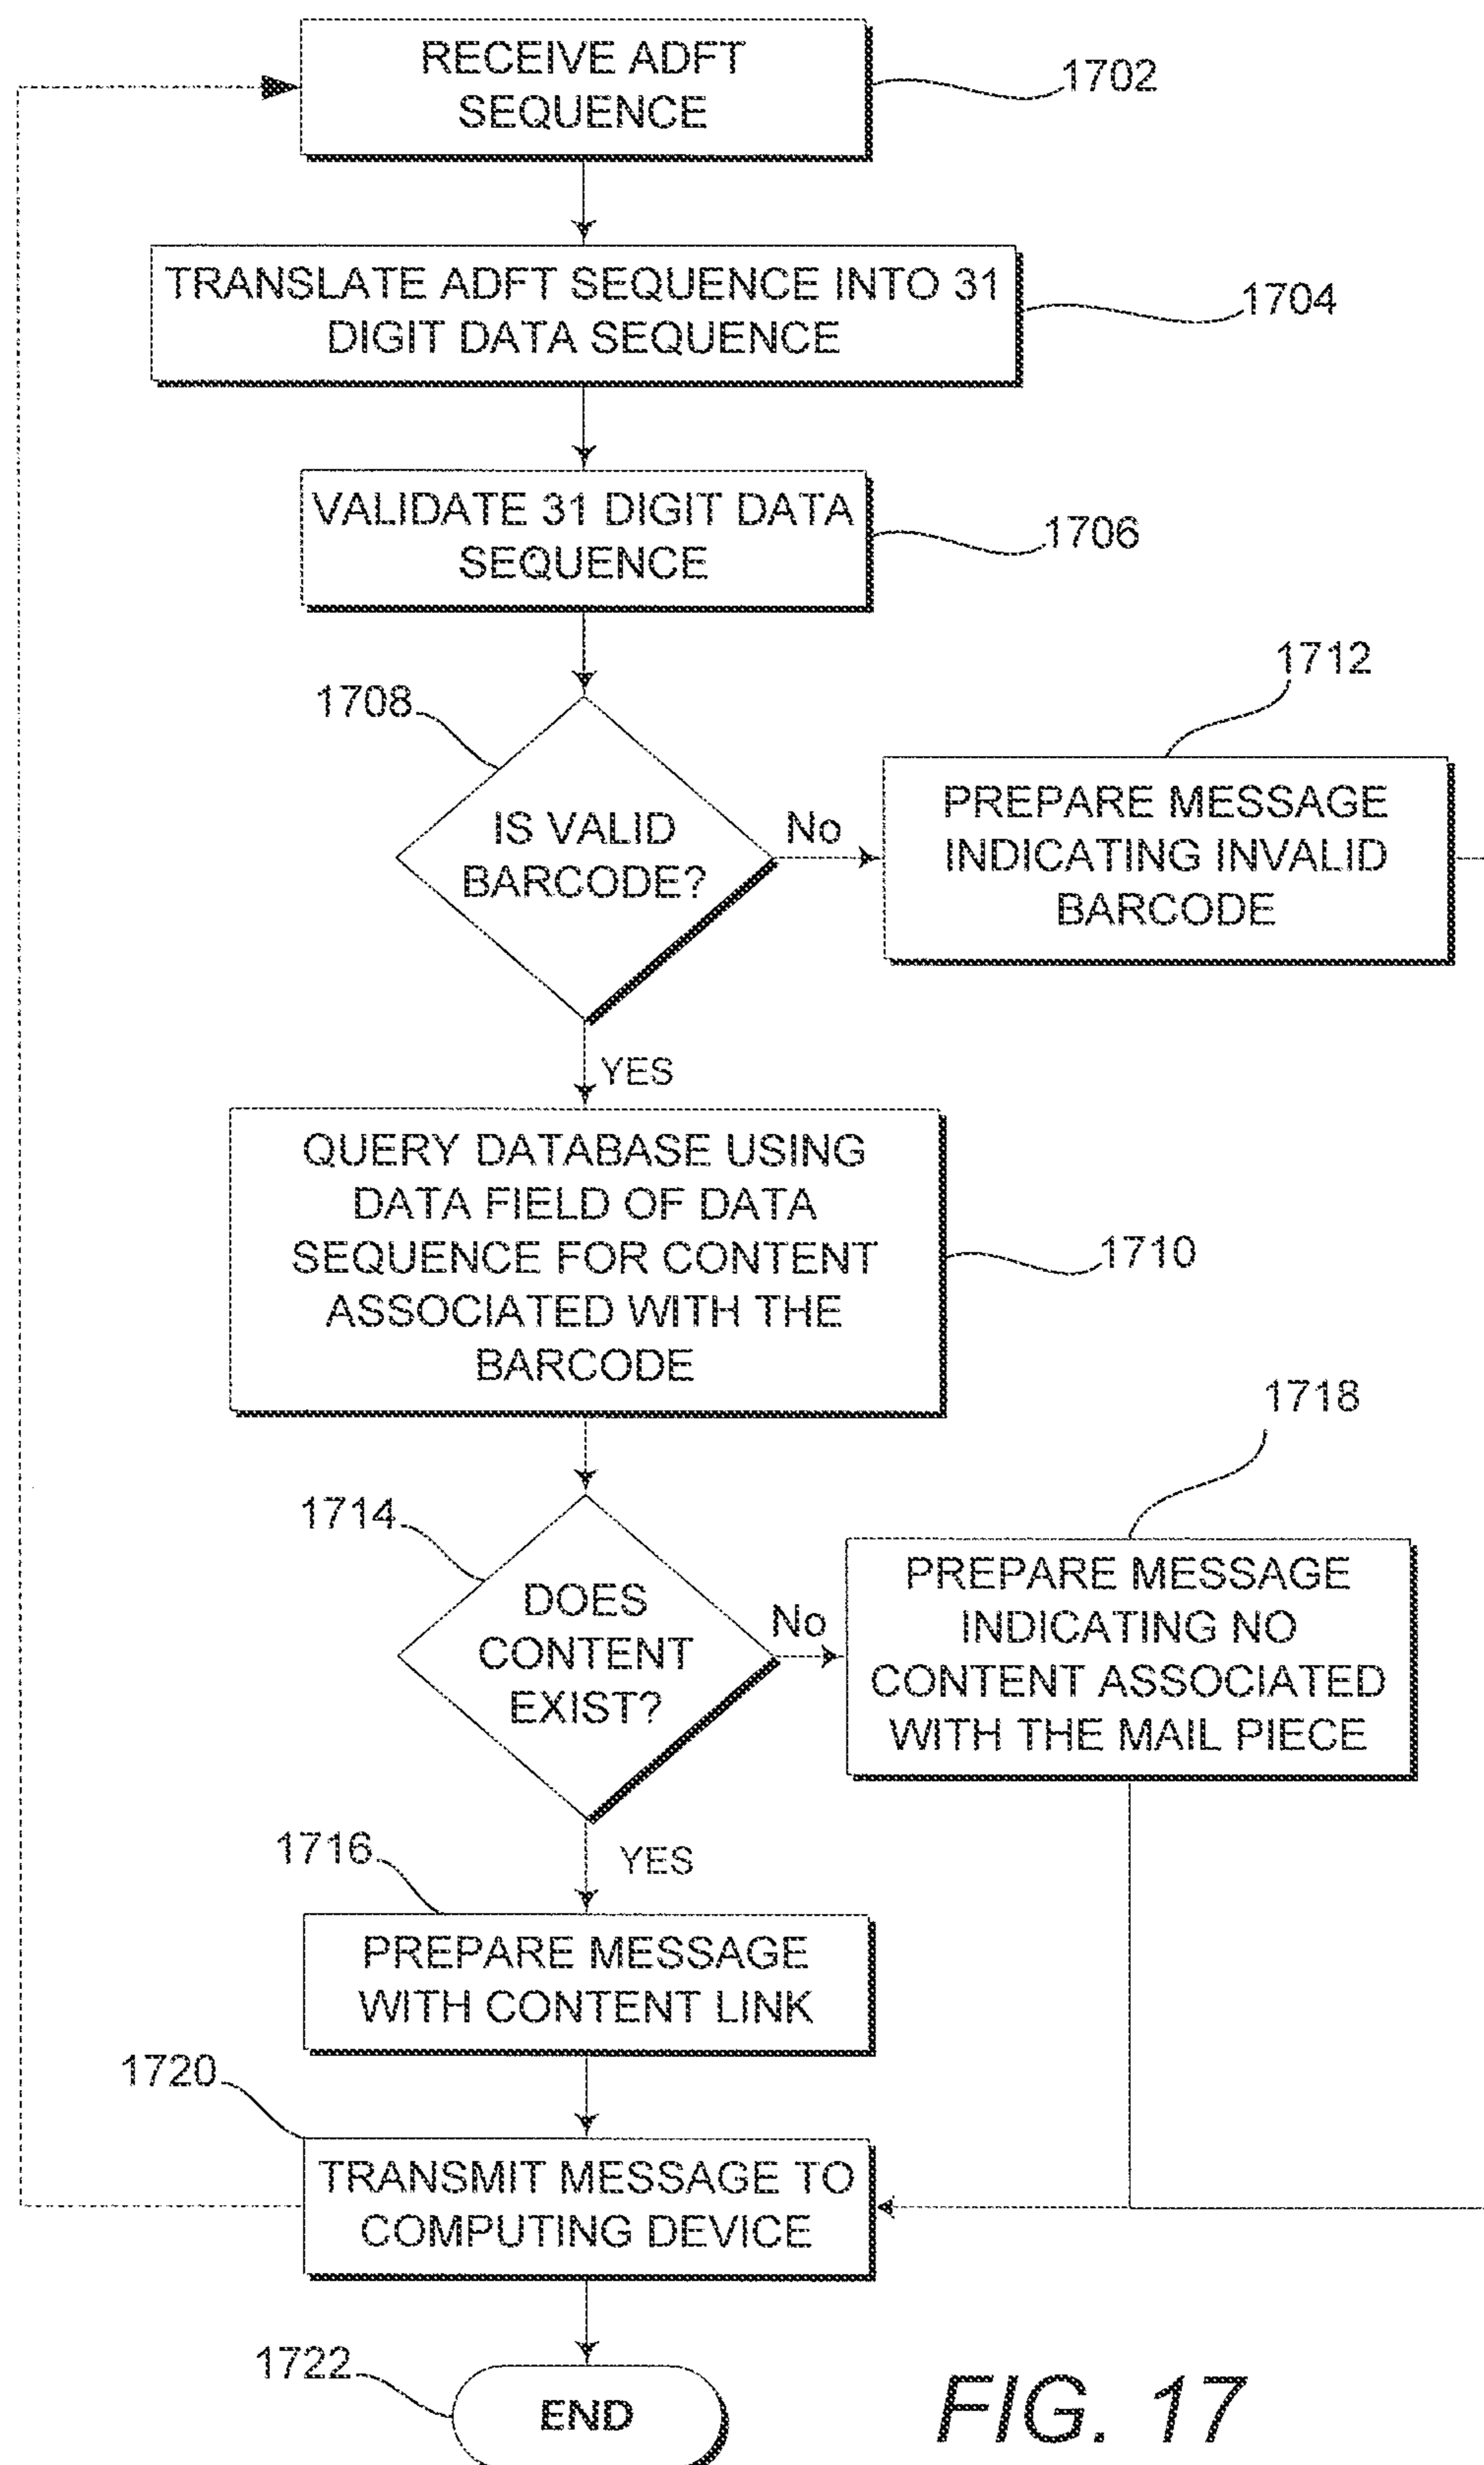 RECEIVE ADFT
SEQUENCE
1702
TRANSLATE ADFT SEQUENCE INTO 31
DIGIT DATA SEQUENCE
1704
VALIDATE 31 DIGIT DATA
SEQUENCE
1706
1708
IS VALID
BARCODE?
No
1712
PREPARE MESSAGE
INDICATING INVALID
BARCODE
YES
QUERY DATABASE USING
DATA FIELD OF DATA
SEQUENCE FOR CONTENT
ASSOCIATED WITH THE
BARCODE
1710
1714
DOES
CONTENT
EXIST?
No
1718
PREPARE MESSAGE
INDICATING NO
CONTENT ASSOCIATED
WITH THE MAIL PIECE
YES
1716
PREPARE MESSAGE
WITH CONTENT LINK
1720
TRANSMIT MESSAGE TO
COMPUTING DEVICE
1722
END
FIG. 17